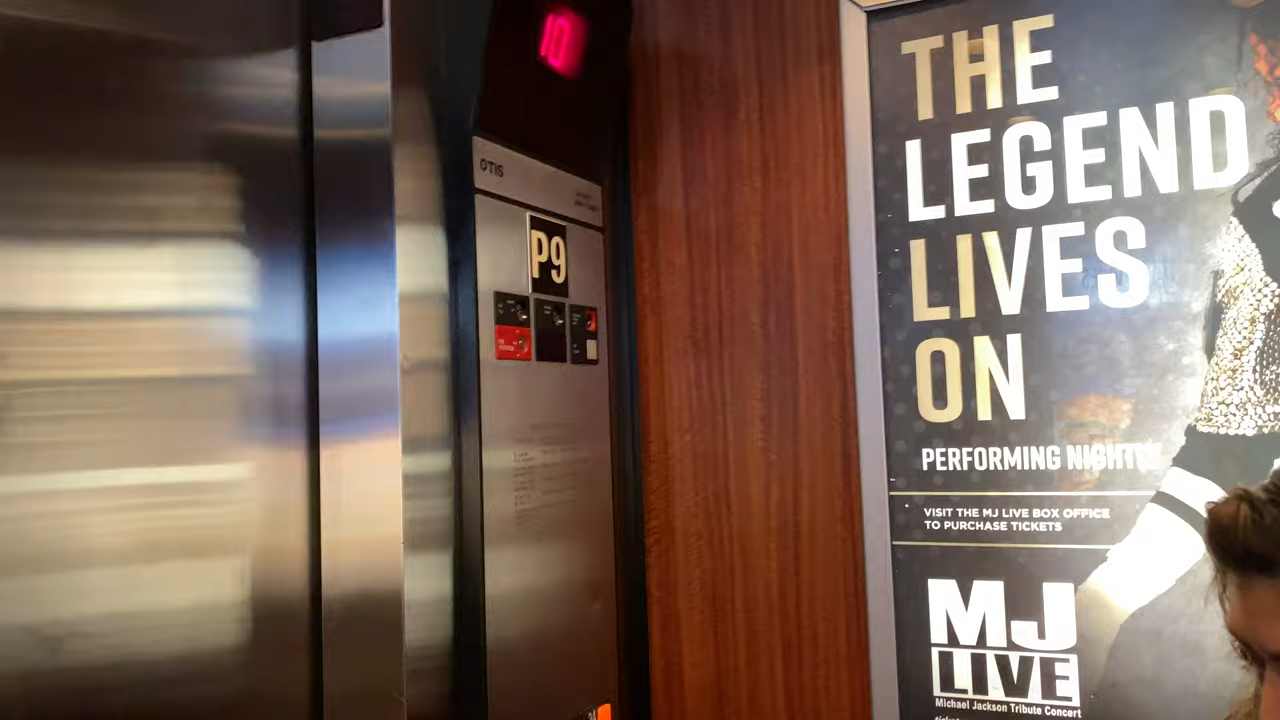 10
OTIS
P9
THE
LEGEND
LIVES
ON
PERFORMING NIGHTLY
VISIT THE MJ LIVE BOX OFFICE
TO PURCHASE TICKETS
MJ
LIVE
Michael Jackson Tribute Concert